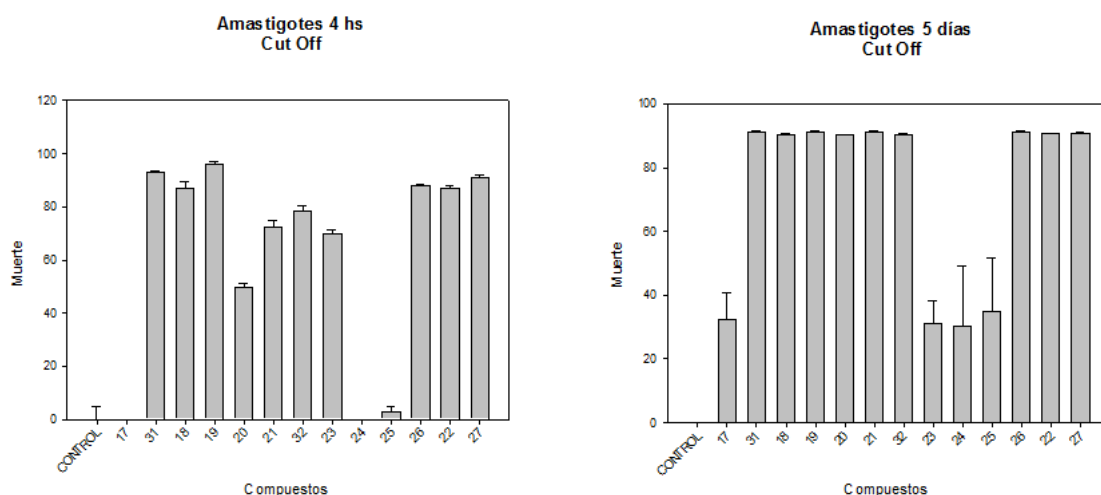 Amastigotes 4 hs
Cut Off
120
100
80
60
40
20
0
Muerte
CONTROL 17 31 18 19 20 21 32 23 24 25 26 22 27
Compuestos
Amastigotes 5 días
Cut Off
100
80
60
40
20
0
Muerte
CONTROL 17 31 18 19 20 21 32 23 24 25 26 22 27
Compuestos